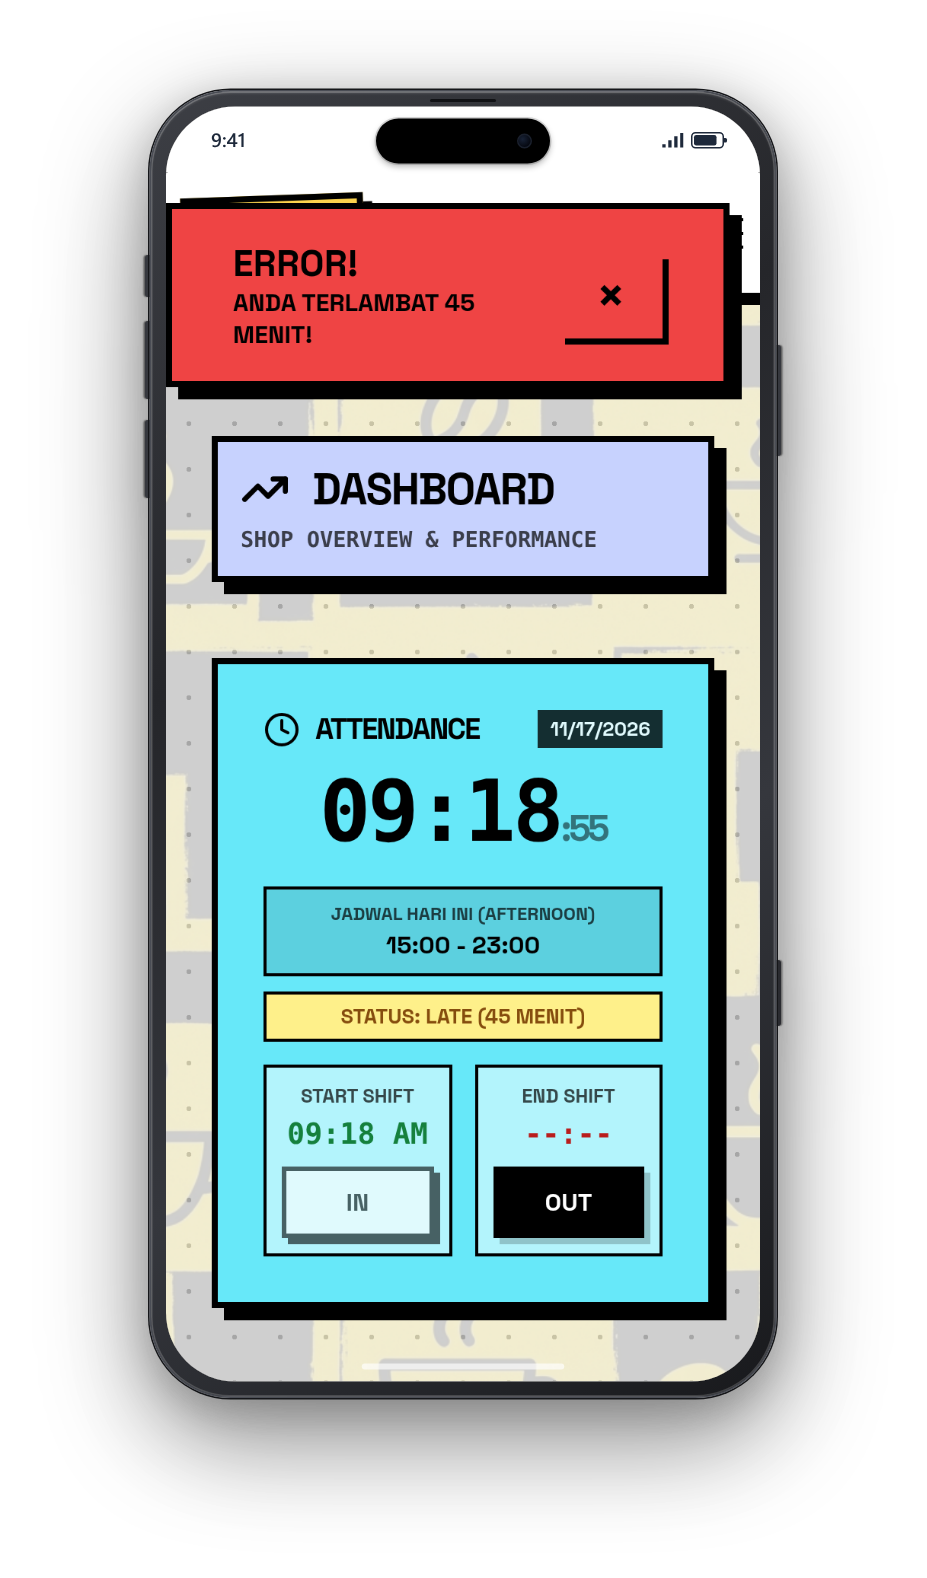 9:41
ERROR!
ANDA TERLAMBAT 45
MENIT!
×
DASHBOARD
SHOP OVERVIEW & PERFORMANCE
ATTENDANCE
11/17/2026
09:18:55
JADWAL HARI INI (AFTERNOON)
15:00 - 23:00
STATUS: LATE (45 MENIT)
START SHIFT
09:18 AM
IN
END SHIFT
--:--
OUT